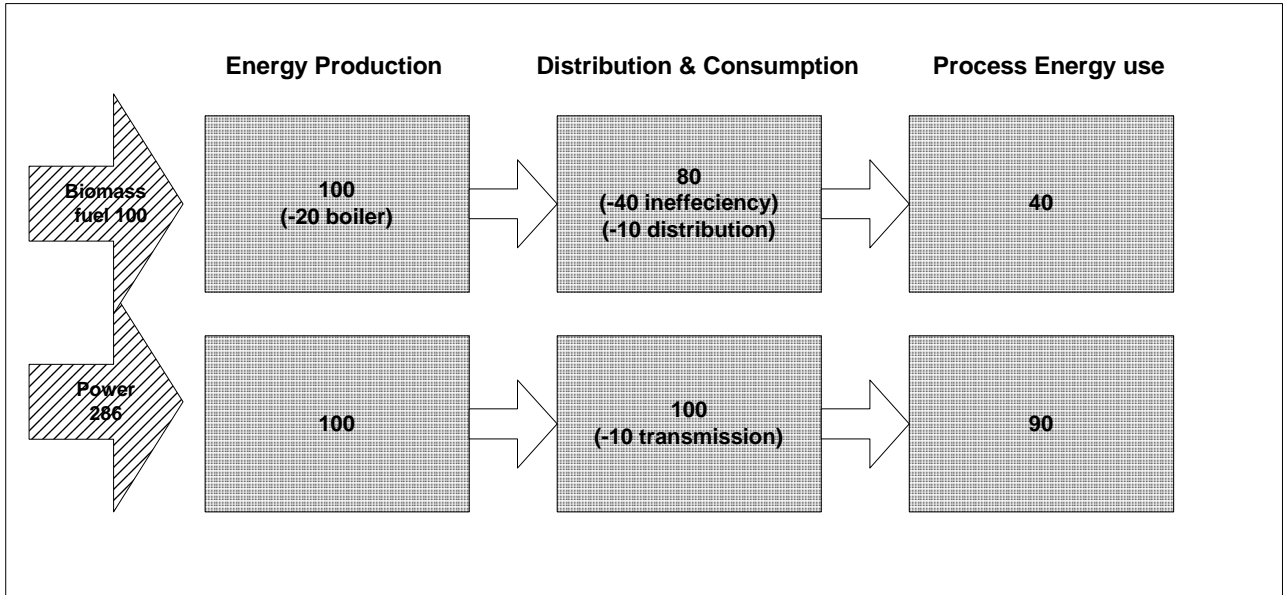 Energy Production
Distribution & Consumption
Process Energy use
Biomass
fuel 100
100
(-20 boiler)
80
(-40 ineffeciency)
(-10 distribution)
40
Power
286
100
100
(-10 transmission)
90